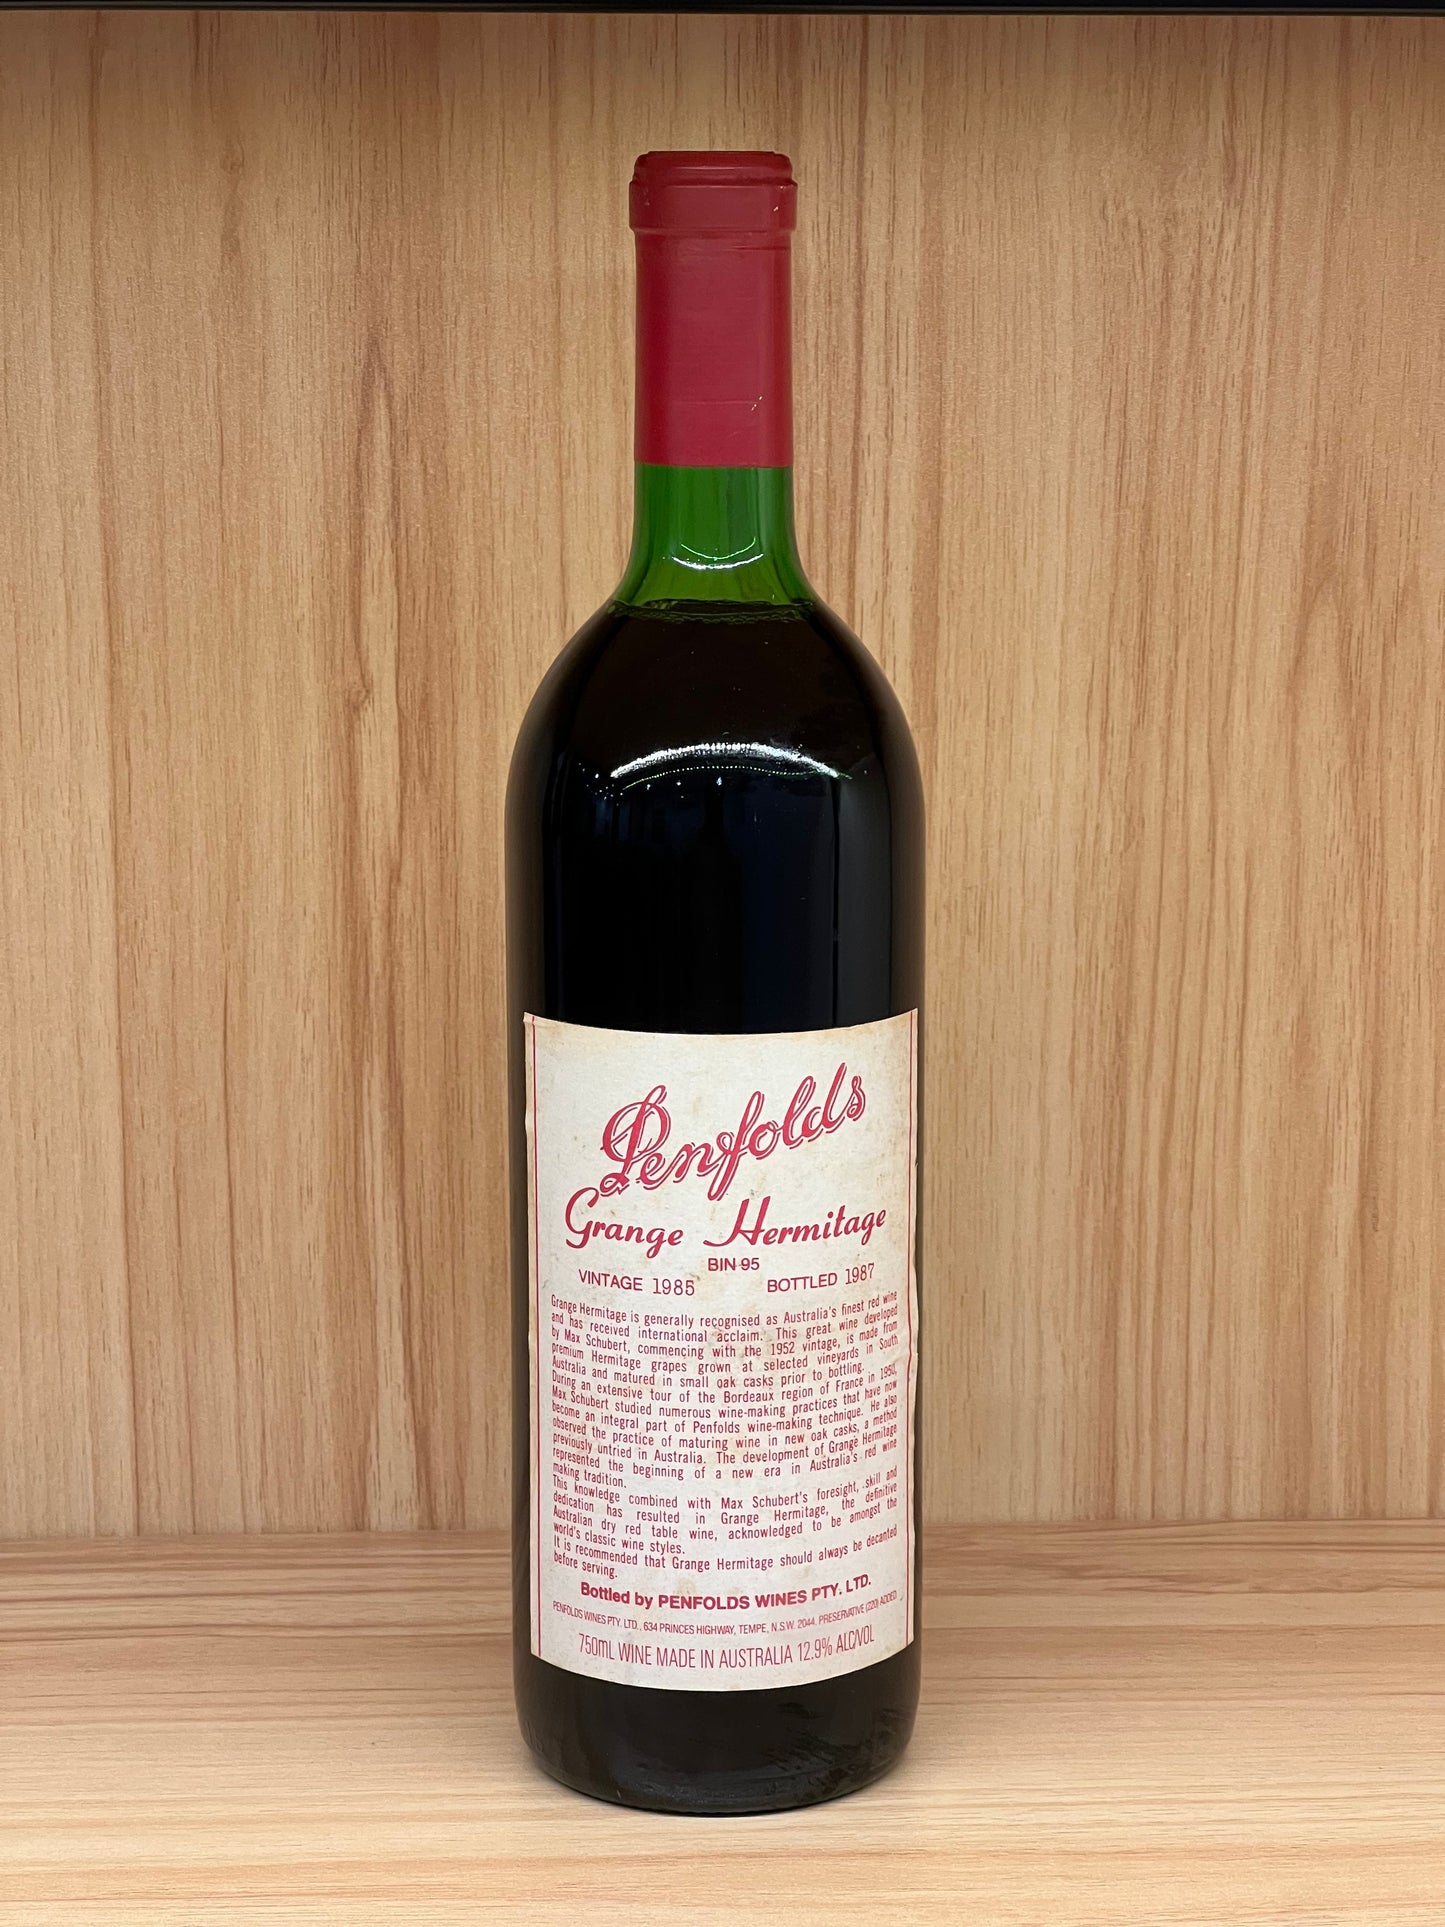 Penfolds
Grange Hermitage
BIN 95
VINTAGE 1985 BOTTLED 1987
Grange Hermitage is generally recognised as Australia's finest red wine
and has received international acclaim. This great wine developed
by Max Schubert, commencing with the 1952 vintage, is made from
premium Hermitage grapes grown at selected vineyards in South
Australia and matured in small oak casks prior to bottling.
During an extensive tour of the Bordeaux region of France in 1950,
Max Schubert studied numerous wine-making practices that have now
become an integral part of Penfolds wine-making technique. He also
observed the practice of maturing wine in new oak casks, a method
previously untried in Australia. The development of Grange Hermitage
represented the beginning of a new era in Australia's red wine
making tradition.
This knowledge combined with Max Schubert's foresight, skill and
dedication has resulted in Grange Hermitage, the definitive
Australian dry red table wine, acknowledged to be amongst the
world's classic wine styles.
It is recommended that Grange Hermitage should always be decanted
before serving.
Bottled by PENFOLDS WINES PTY. LTD.
PENFOLDS WINES PTY. LTD., 634 PRINCES HIGHWAY, TEMPE, N.S.W. 2044. PRESERVATIVE (220) ADDED
750mL WINE MADE IN AUSTRALIA 12.9% ALC/VOL